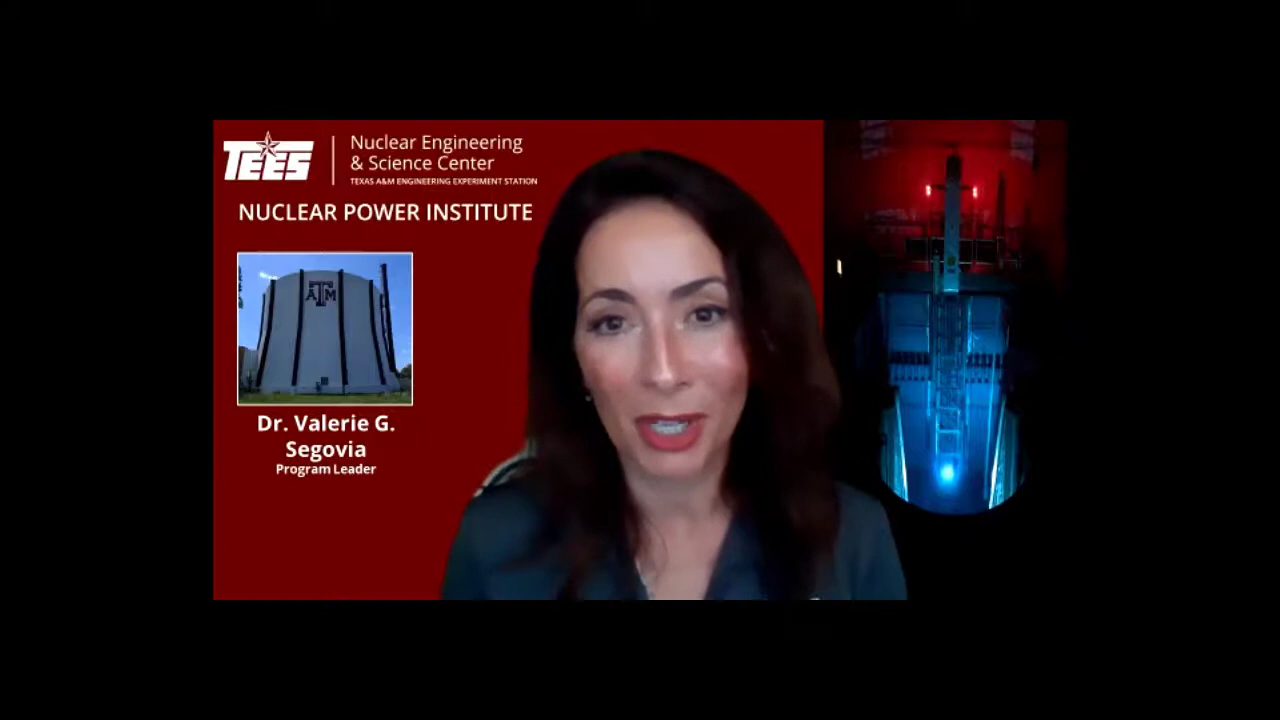 TEES
Nuclear Engineering
& Science Center
TEXAS A&M ENGINEERING EXPERIMENT STATION
NUCLEAR POWER INSTITUTE
ATM
Dr. Valerie G.
Segovia
Program Leader